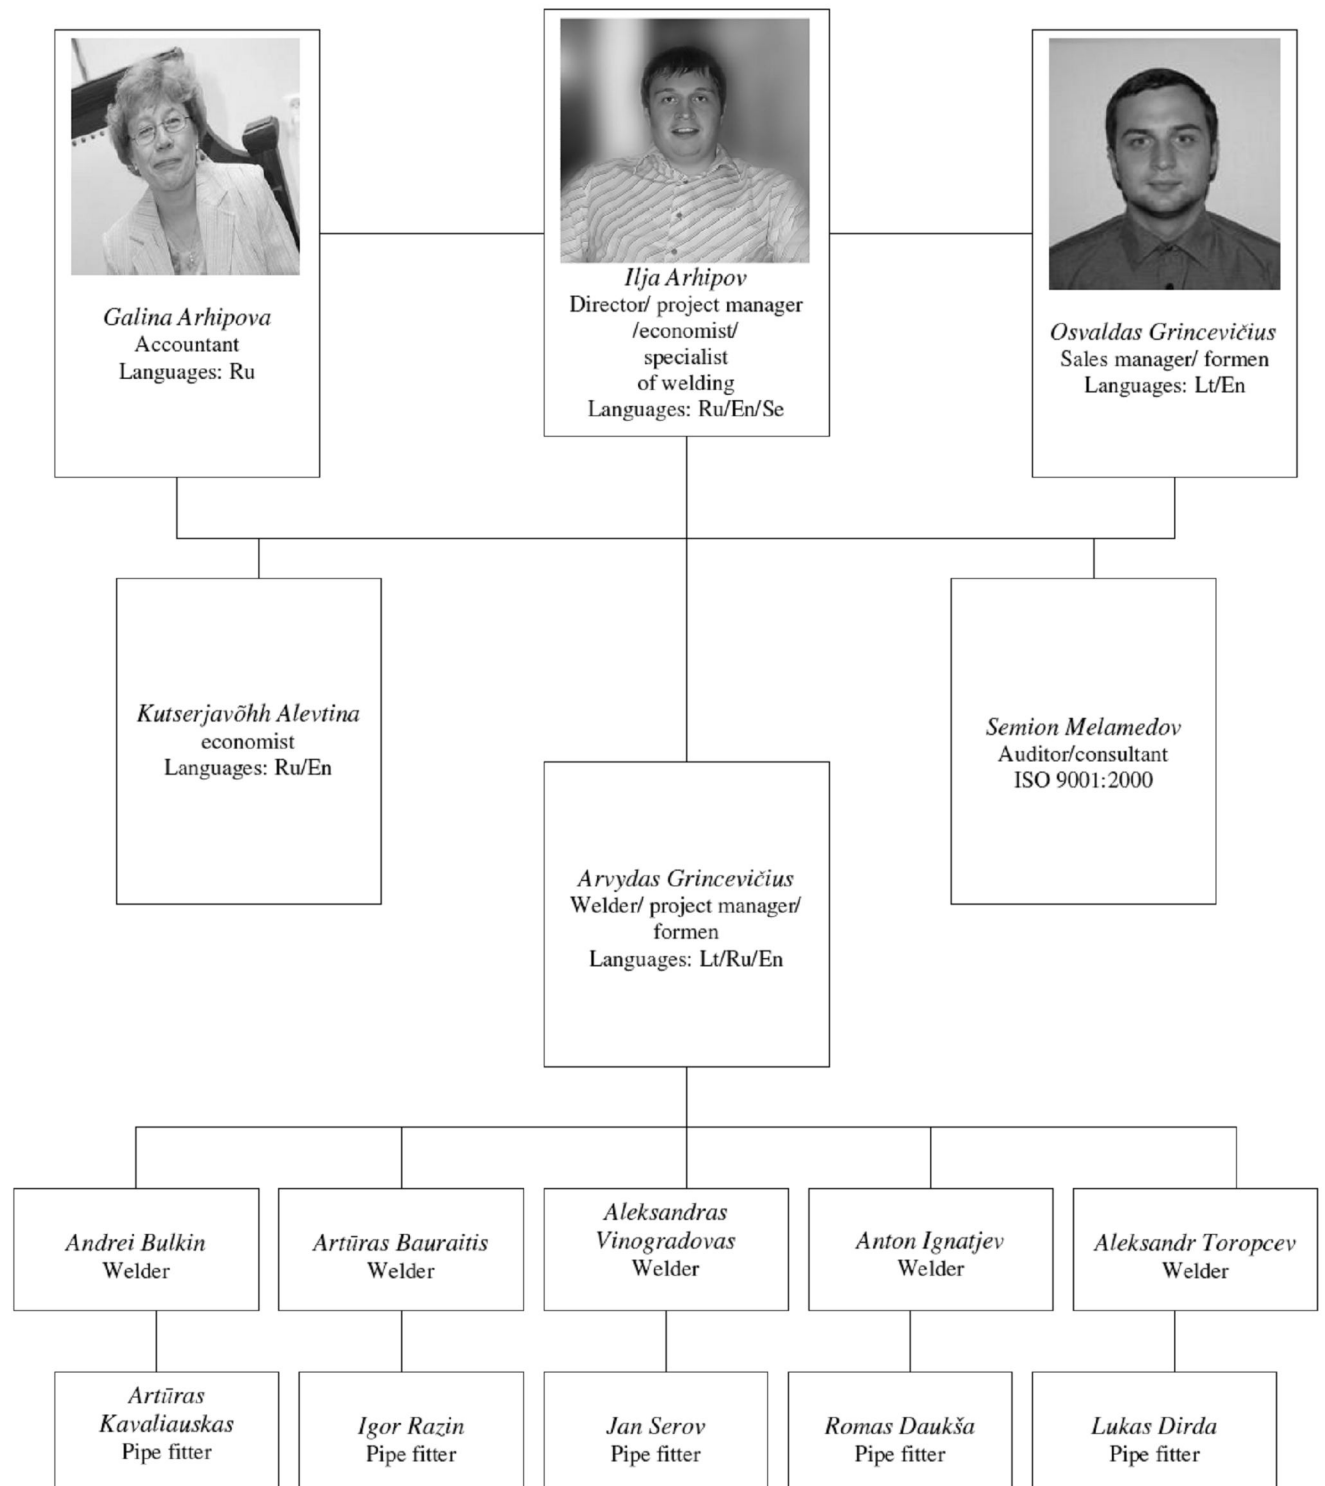 Galina Arhipova
Accountant
Languages: Ru
Ilja Arhipov
Director/ project manager
/economist/
specialist
of welding
Languages: Ru/En/Se
Osvaldas Grincevičius
Sales manager/ formen
Languages: Lt/En
Kutserjavõhh Alevtina
economist
Languages: Ru/En
Semion Melamedov
Auditor/consultant
ISO 9001:2000
Arvydas Grincevičius
Welder/ project manager/
formen
Languages: Lt/Ru/En
Andrei Bulkin
Welder
Artūras Bauraitis
Welder
Aleksandras
Vinogradovas
Welder
Anton Ignatjev
Welder
Aleksandr Toropcev
Welder
Artūras
Kavaliauskas
Pipe fitter
Igor Razin
Pipe fitter
Jan Serov
Pipe fitter
Romas Daukša
Pipe fitter
Lukas Dirda
Pipe fitter